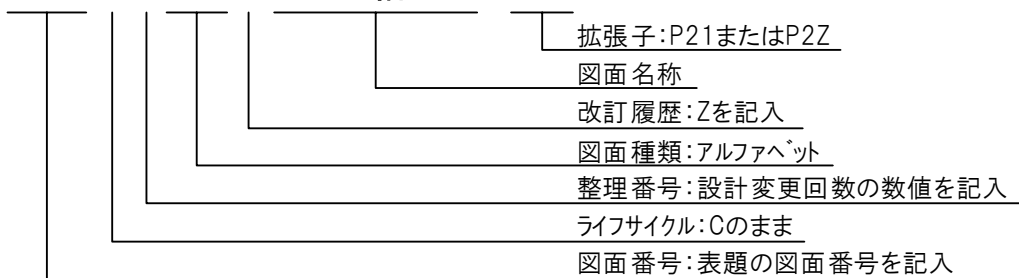 拡張子:P21またはP2Z
図面名称
改訂履歴:Zを記入
図面種類:アルファベット
整理番号:設計変更回数の数値を記入
ライフサイクル:Cのまま
図面番号:表題の図面番号を記入